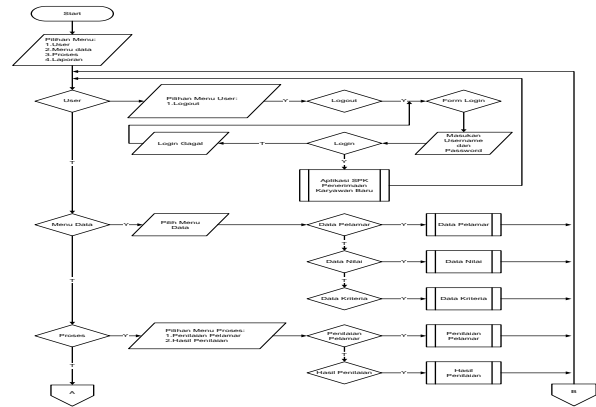 Start
Pilihan Menu:
1.User
2.Menu data
3.Proses
4.Laporan
User
Pilihan Menu User:
1.Logout
Y
Logout
Y
Form Login
T
Login Gagal
T
Login
Masukan
Username
dan
Password
Y
Aplikasi SPK
Penerimaan
Karyawan Baru
Menu Data
Y
Pilih Menu
Data
Data Pelamar
Y
Data Pelamar
T
Data Nilai
Y
Data Nilai
T
T
Data Kriteria
Y
Data Kriteria
Proses
Y
Pilihan Menu Proses:
1.Penilaian Pelamar
2.Hasil Penilaian
Penilaian
Pelamar
Y
Penilaian
Pelamar
T
T
Hasil Penilaian
Y
Hasil
Penilaian
A
B